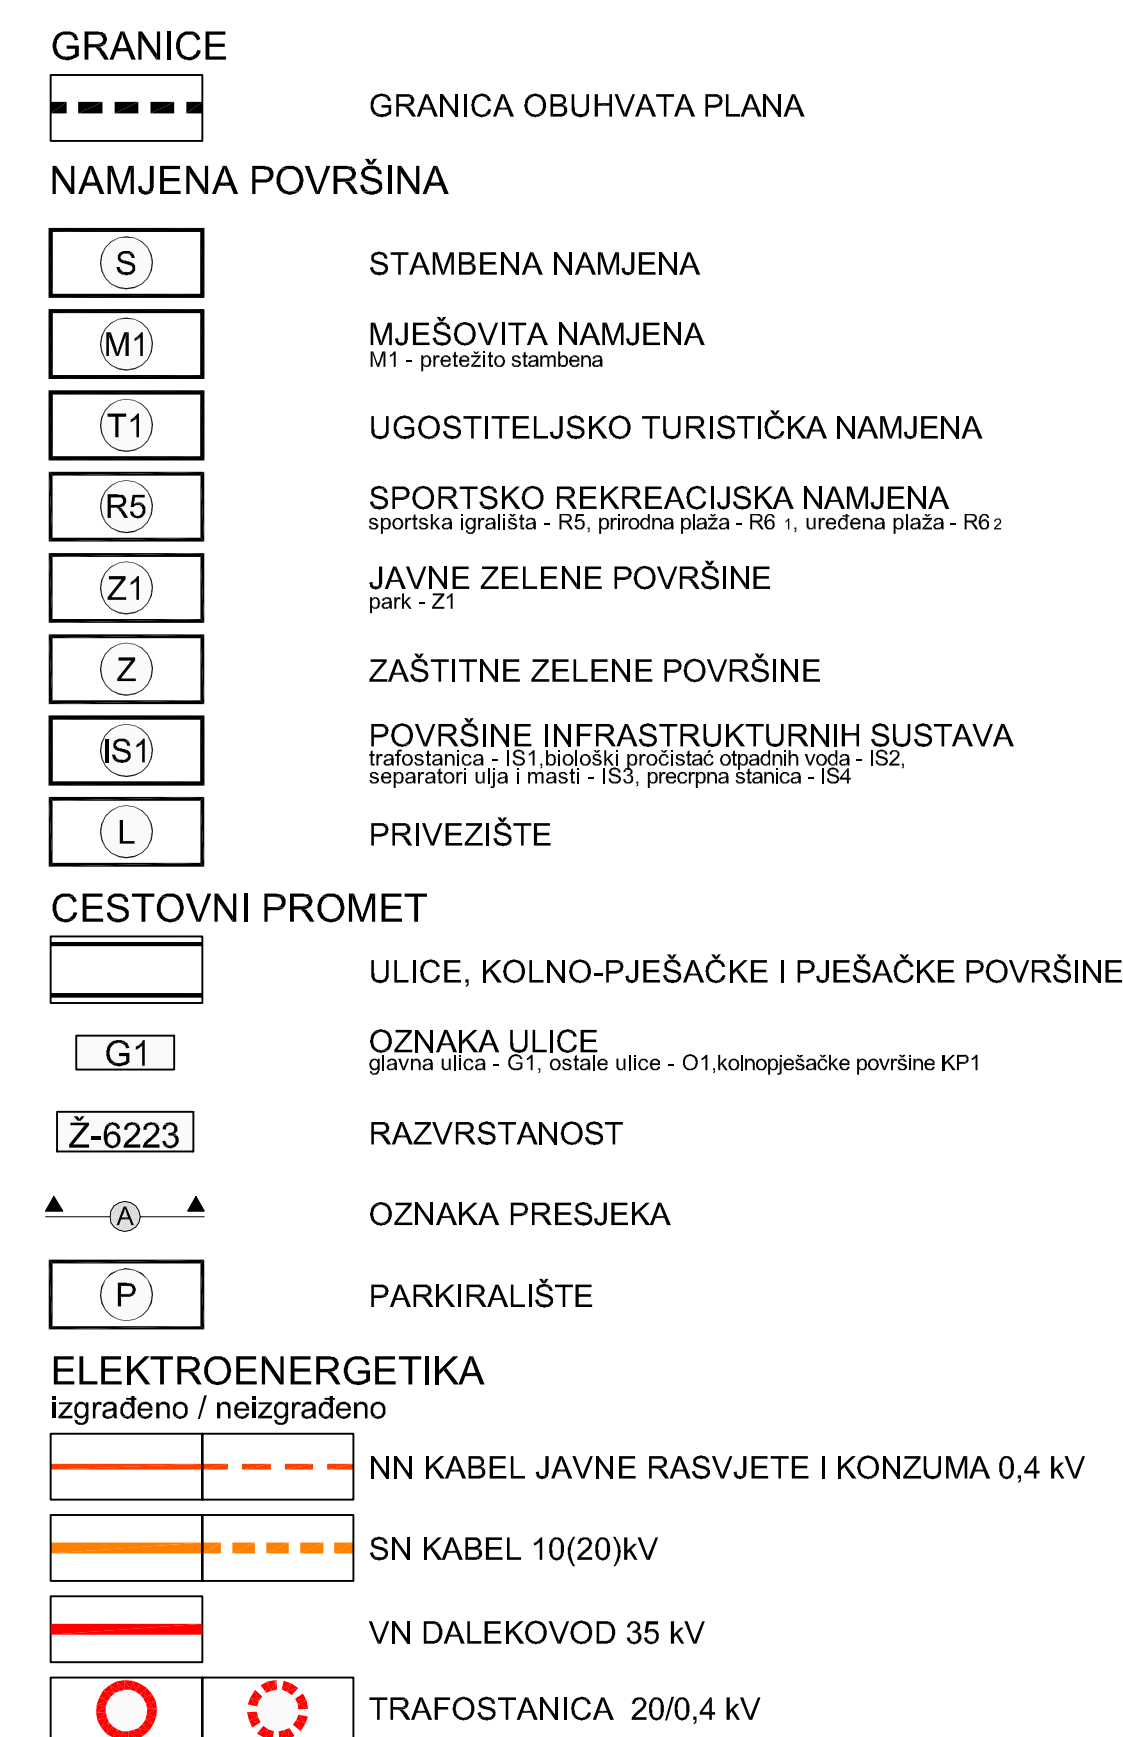 GRANICE
GRANICA OBUHVATA PLANA
NAMJENA POVRŠINA
S STAMBENA NAMJENA
M1 MJEŠOVITA NAMJENA
M1 - pretežito stambena
T1 UGOSTITELJSKO TURISTIČKA NAMJENA
R5 SPORTSKO REKREACIJSKA NAMJENA
sportska igrališta - R5, prirodna plaža - R6 1, uređena plaža - R6 2
Z1 JAVNE ZELENE POVRŠINE
park - Z1
Z ZAŠTITNE ZELENE POVRŠINE
IS1 POVRŠINE INFRASTRUKTURNIH SUSTAVA
trafostanica - IS1,biološki pročistać otpadnih voda - IS2,
separatori ulja i masti - IS3, precrpna stanica - IS4
L PRIVEZIŠTE
CESTOVNI PROMET
ULICE, KOLNO-PJEŠAČKE I PJEŠAČKE POVRŠINE
G1 OZNAKA ULICE
glavna ulica - G1, ostale ulice - O1,kolnopješačke površine KP1
Ž-6223 RAZVRSTANOST
A OZNAKA PRESJEKA
P PARKIRALIŠTE
ELEKTROENERGETIKA
izgrađeno / neizgrađeno
NN KABEL JAVNE RASVJETE I KONZUMA 0,4 kV
SN KABEL 10(20)kV
VN DALEKOVOD 35 kV
TRAFOSTANICA 20/0,4 kV